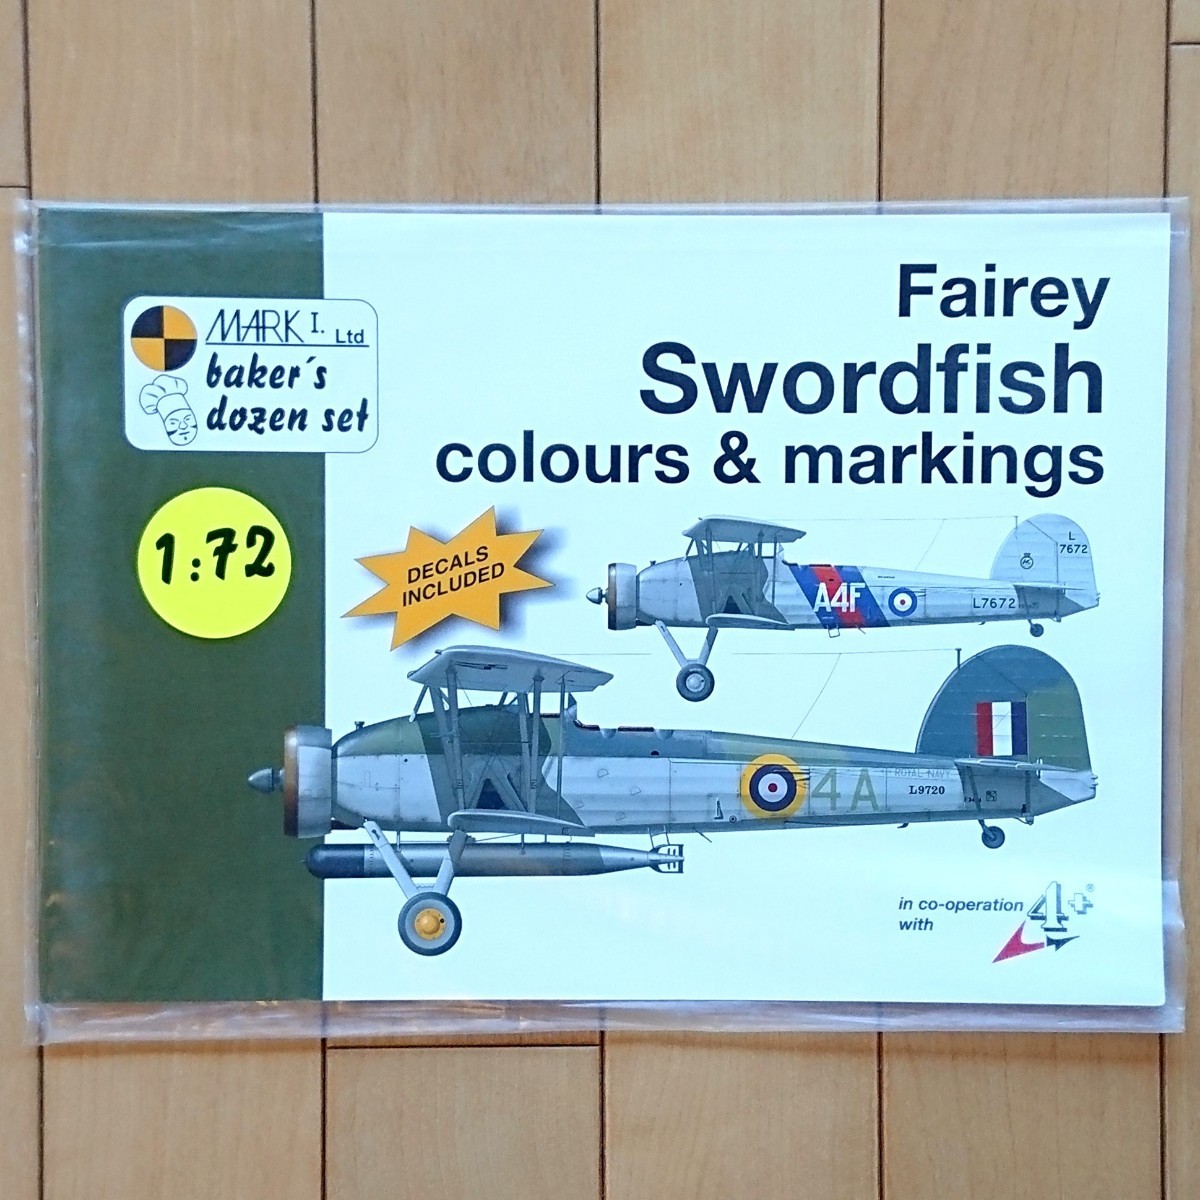 MARK I. Ltd
baker´s
dozen set
1:72
Fairey
Swordfish
colours & markings
DECALS
INCLUDED
L
7672
A4F
L7672
4A
ROYAL NAVY
L9720
in co-operation
with
4+®